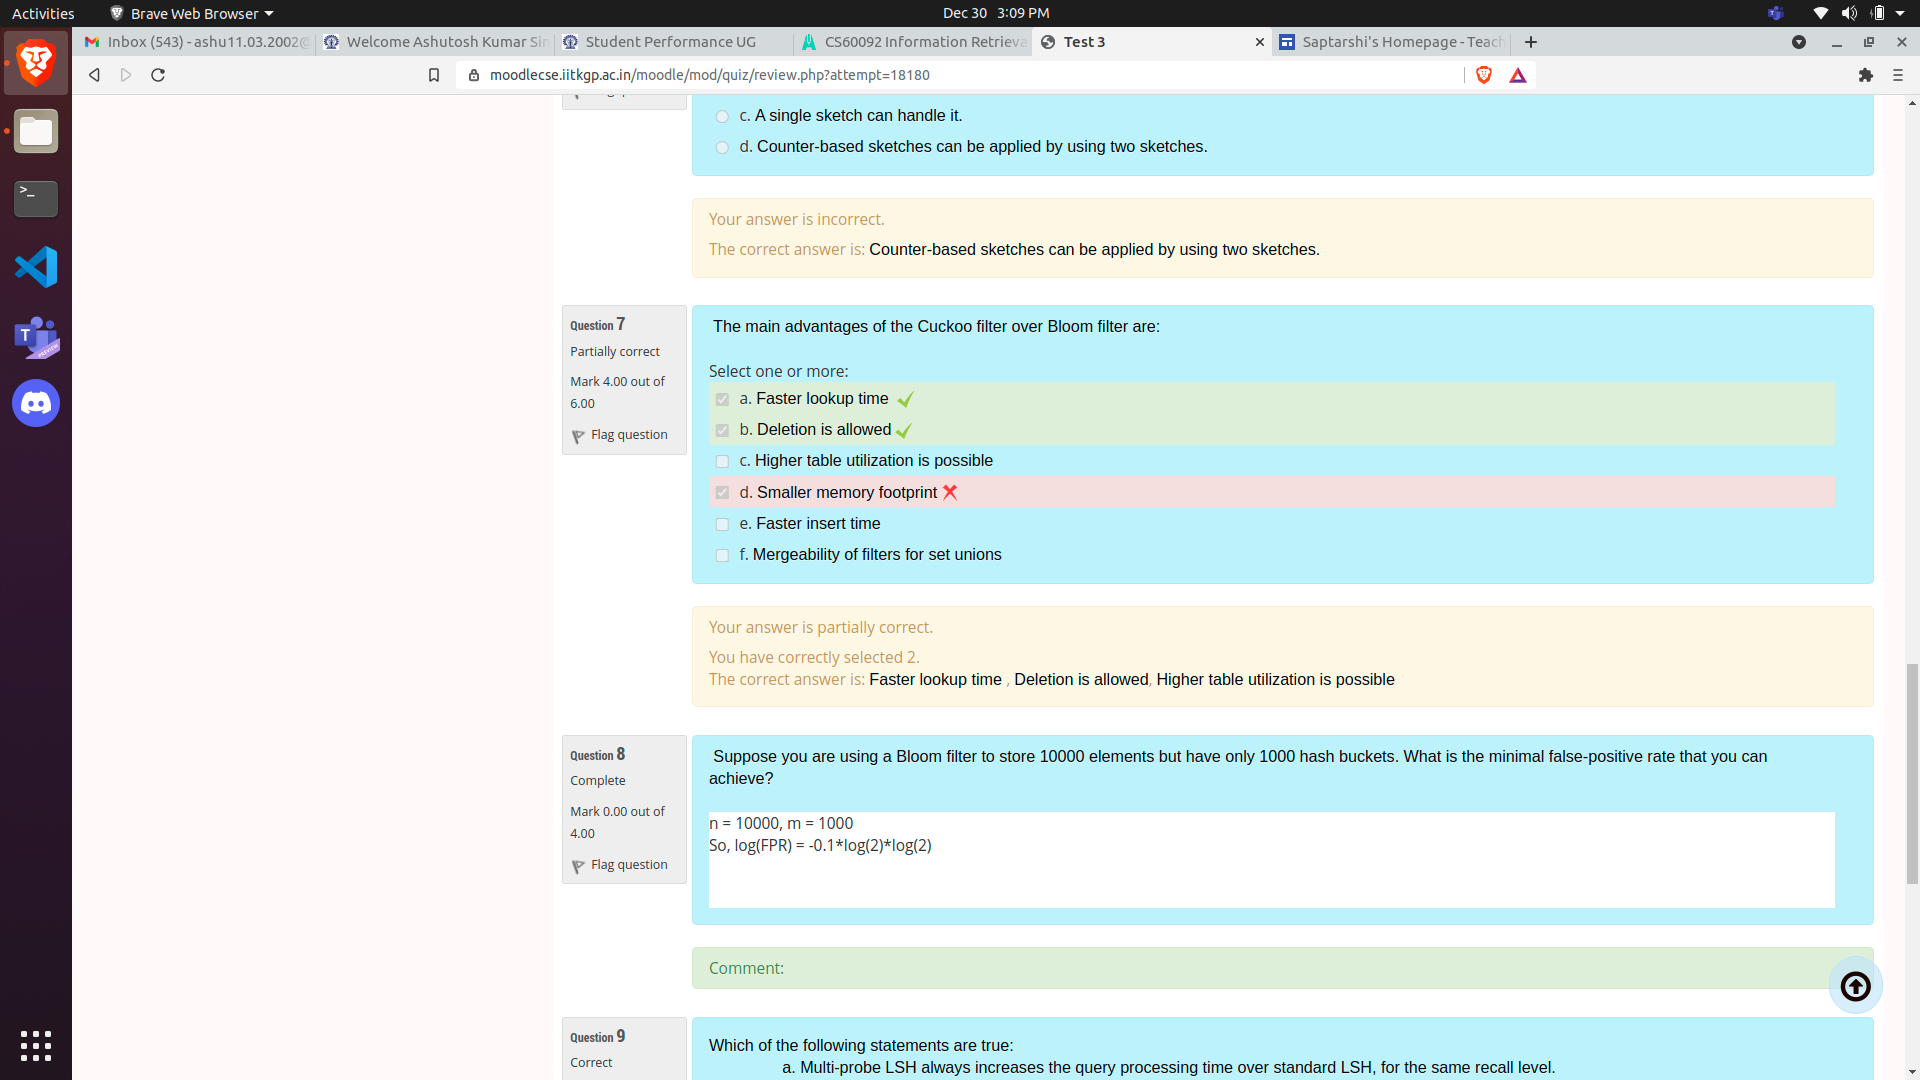 Activities
Brave Web Browser
Dec 30 3:09 PM
Inbox (543) - ashu11.03.2002@
Welcome Ashutosh Kumar Sin
Student Performance UG
CS60092 Information Retrieva
Test 3
Saptarshi's Homepage - Teach
moodlecse.iitkgp.ac.in/moodle/mod/quiz/review.php?attempt=18180
c. A single sketch can handle it.
d. Counter-based sketches can be applied by using two sketches.
Your answer is incorrect.
The correct answer is: Counter-based sketches can be applied by using two sketches.
Question 7
Partially correct
Mark 4.00 out of
6.00
Flag question
The main advantages of the Cuckoo filter over Bloom filter are:
Select one or more:
a. Faster lookup time
b. Deletion is allowed
c. Higher table utilization is possible
d. Smaller memory footprint
e. Faster insert time
f. Mergeability of filters for set unions
Your answer is partially correct.
You have correctly selected 2.
The correct answer is: Faster lookup time , Deletion is allowed, Higher table utilization is possible
Question 8
Complete
Mark 0.00 out of
4.00
Flag question
Suppose you are using a Bloom filter to store 10000 elements but have only 1000 hash buckets. What is the minimal false-positive rate that you can
achieve?
n = 10000, m = 1000
So, log(FPR) = -0.1*log(2)*log(2)
Comment:
Question 9
Correct
Which of the following statements are true:
a. Multi-probe LSH always increases the query processing time over standard LSH, for the same recall level.